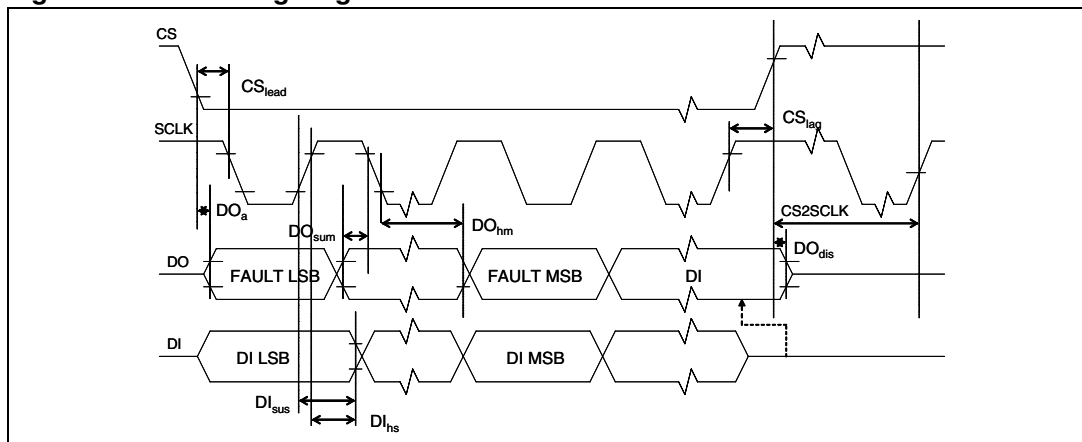 CS
CS_lead
SCLK
CS_lag
DO_a
DO_sum
DO_hm
CS2SCLK
DO_dis
DO
FAULT LSB
FAULT MSB
DI
DI
DI LSB
DI MSB
DI_sus
DI_hs